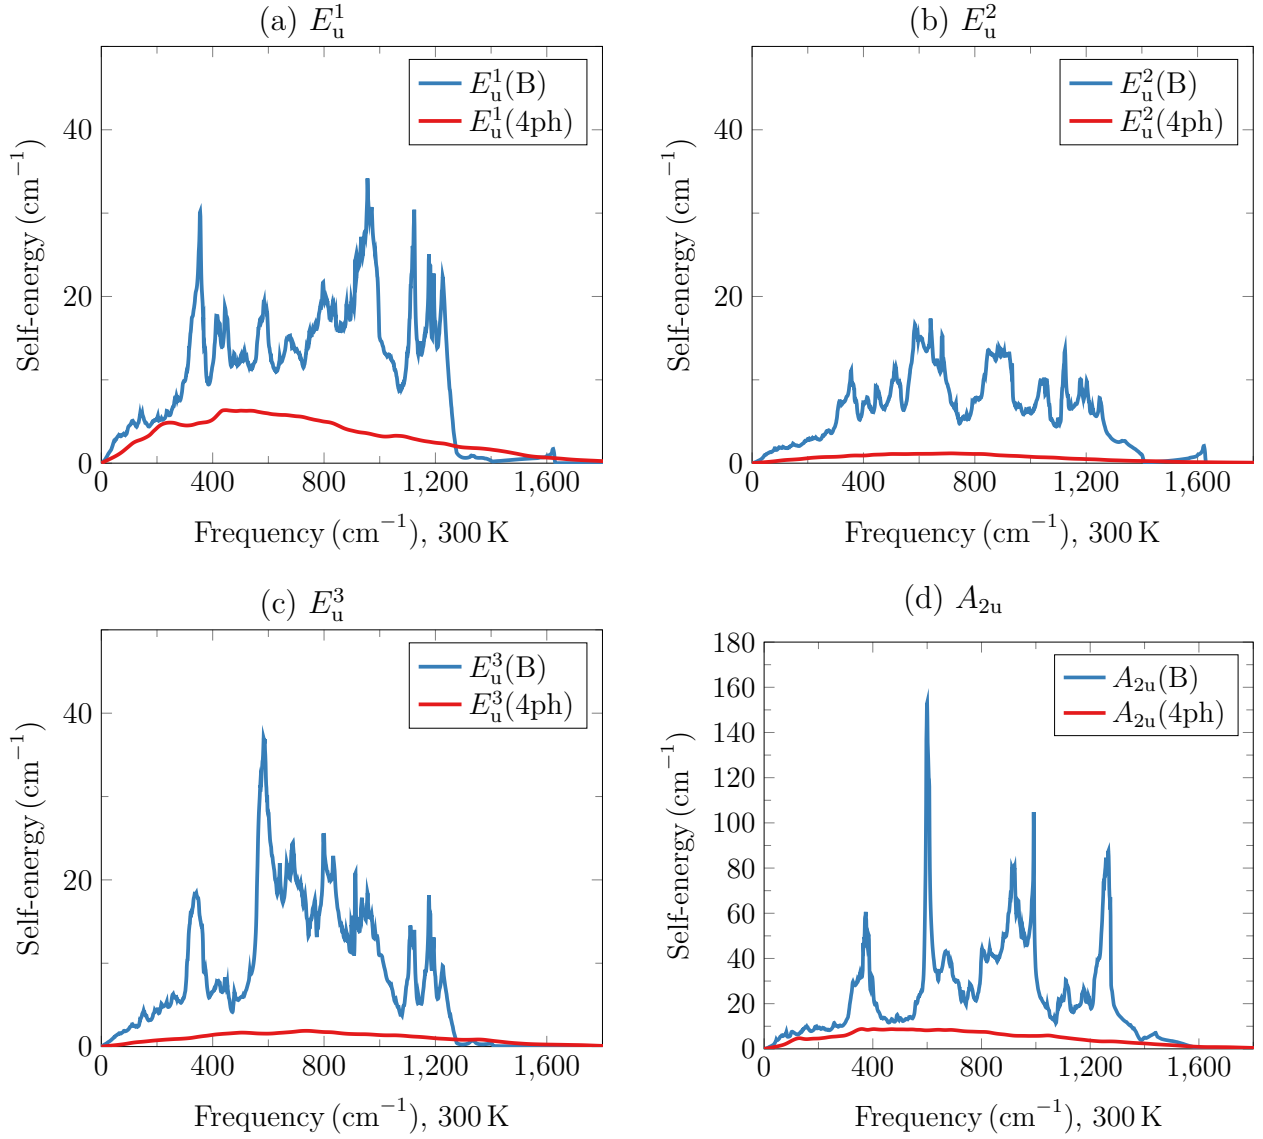 (a) E_u^1
40
20
0
0 400 800 1,200 1,600
Self-energy (cm⁻¹)
Frequency (cm⁻¹), 300 K
E_u^1(B)
E_u^1(4ph)
(b) E_u^2
40
20
0
0 400 800 1,200 1,600
Self-energy (cm⁻¹)
Frequency (cm⁻¹), 300 K
E_u^2(B)
E_u^2(4ph)
(c) E_u^3
40
20
0
0 400 800 1,200 1,600
Self-energy (cm⁻¹)
Frequency (cm⁻¹), 300 K
E_u^3(B)
E_u^3(4ph)
(d) A_2u
180
160
140
120
100
80
60
40
20
0
0 400 800 1,200 1,600
Self-energy (cm⁻¹)
Frequency (cm⁻¹), 300 K
A_2u(B)
A_2u(4ph)